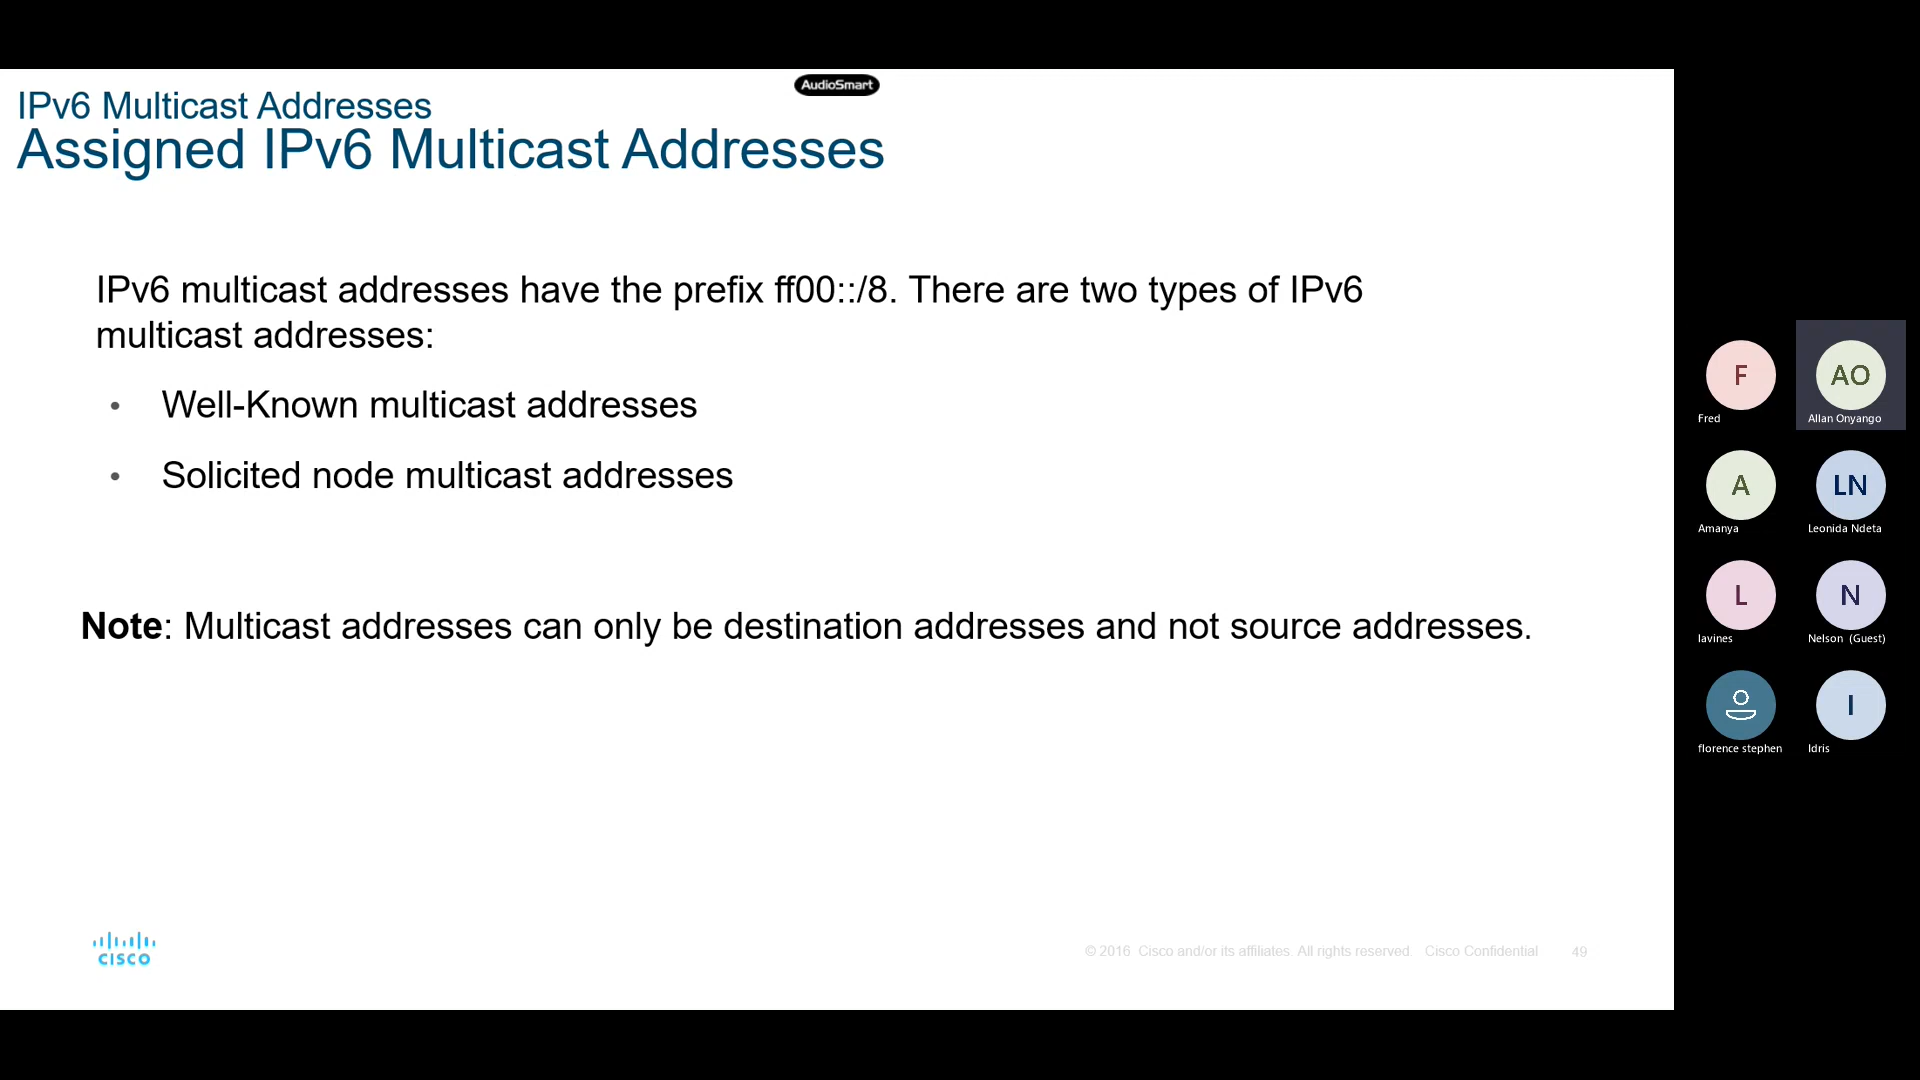 AudioSmart
IPv6 Multicast Addresses
Assigned IPv6 Multicast Addresses
IPv6 multicast addresses have the prefix ff00::/8. There are two types of IPv6
multicast addresses:
• Well-Known multicast addresses
• Solicited node multicast addresses
Note: Multicast addresses can only be destination addresses and not source addresses.
CISCO
© 2016 Cisco and/or its affiliates. All rights reserved. Cisco Confidential 49
F
Fred
AO
Allan Onyango
A
Amanya
LN
Leonida Ndeta
L
lavines
N
Nelson (Guest)
florence stephen
I
Idris